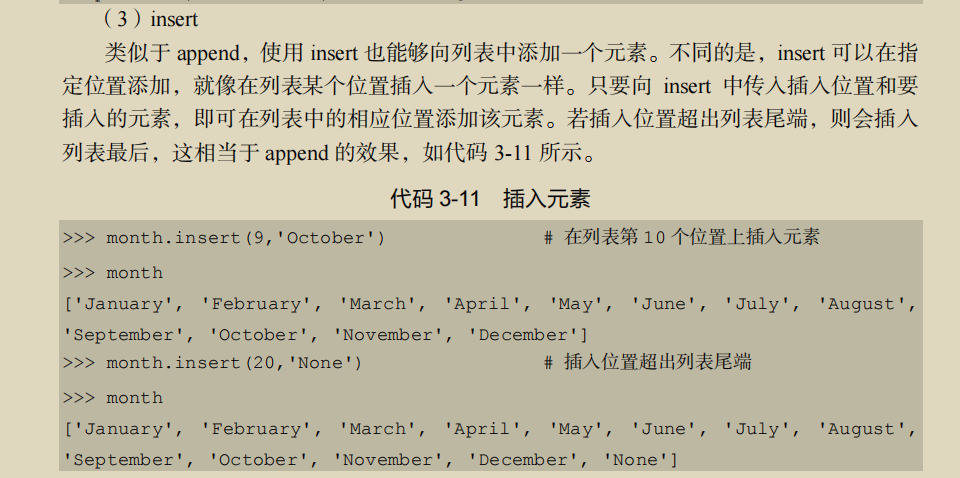 （3）insert
类似于 append，使用 insert 也能够向列表中添加一个元素。不同的是，insert 可以在指
定位置添加，就像在列表某个位置插入一个元素一样。只要向 insert 中传入插入位置和要
插入的元素，即可在列表中的相应位置添加该元素。若插入位置超出列表尾端，则会插入
列表最后，这相当于 append 的效果，如代码 3-11 所示。
代码 3-11 插入元素
>>> month.insert(9,'October') # 在列表第 10 个位置上插入元素
>>> month
['January', 'February', 'March', 'April', 'May', 'June', 'July', 'August',
'September', 'October', 'November', 'December']
>>> month.insert(20,'None') # 插入位置超出列表尾端
>>> month
['January', 'February', 'March', 'April', 'May', 'June', 'July', 'August',
'September', 'October', 'November', 'December', 'None']